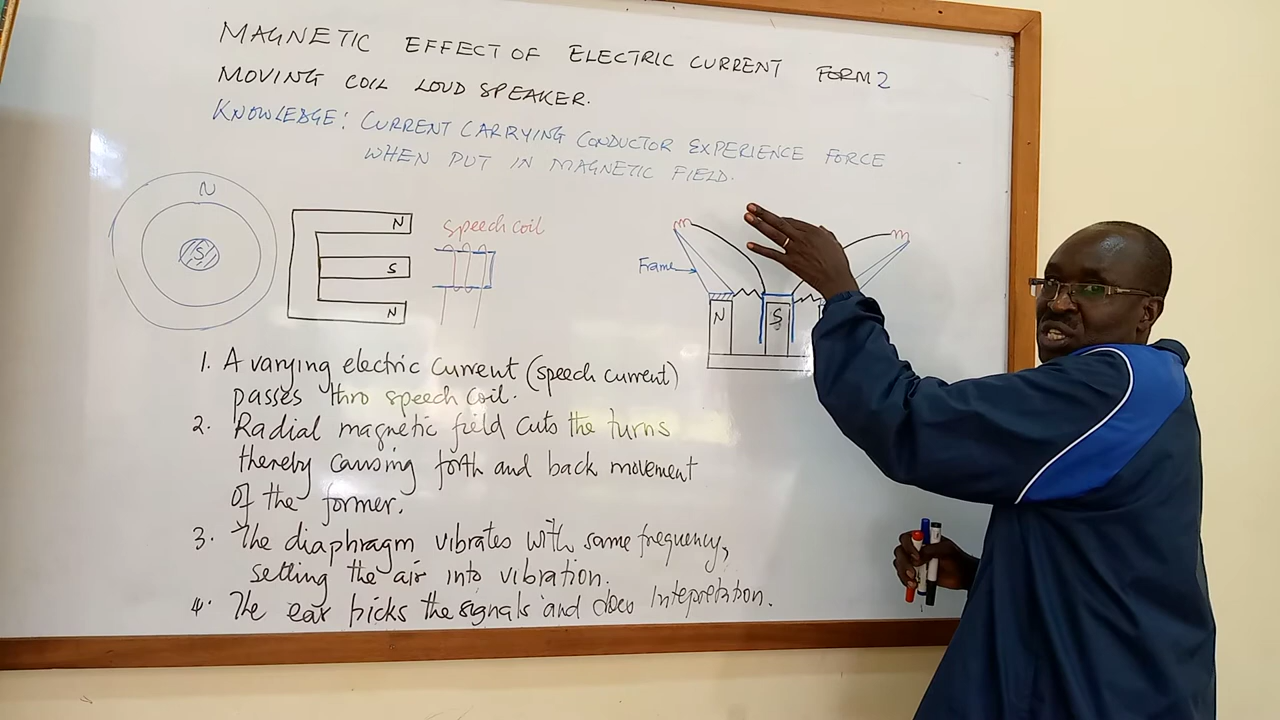 MAGNETIC EFFECT OF ELECTRIC CURRENT FORM 2
MOVING COIL LOUD SPEAKER.
KNOWLEDGE: CURRENT CARRYING CONDUCTOR EXPERIENCE FORCE
WHEN PUT IN MAGNETIC FIELD.
N
S
N
S
N
speech coil
Frame
N
S
1. A varying electric current (speech current)
passes thro speech coil.
2. Radial magnetic field cuts the turns
thereby causing forth and back movement
of the former.
3. The diaphragm vibrates with same frequency,
setting the air into vibration.
4. The ear picks the signals and does Intepretation.